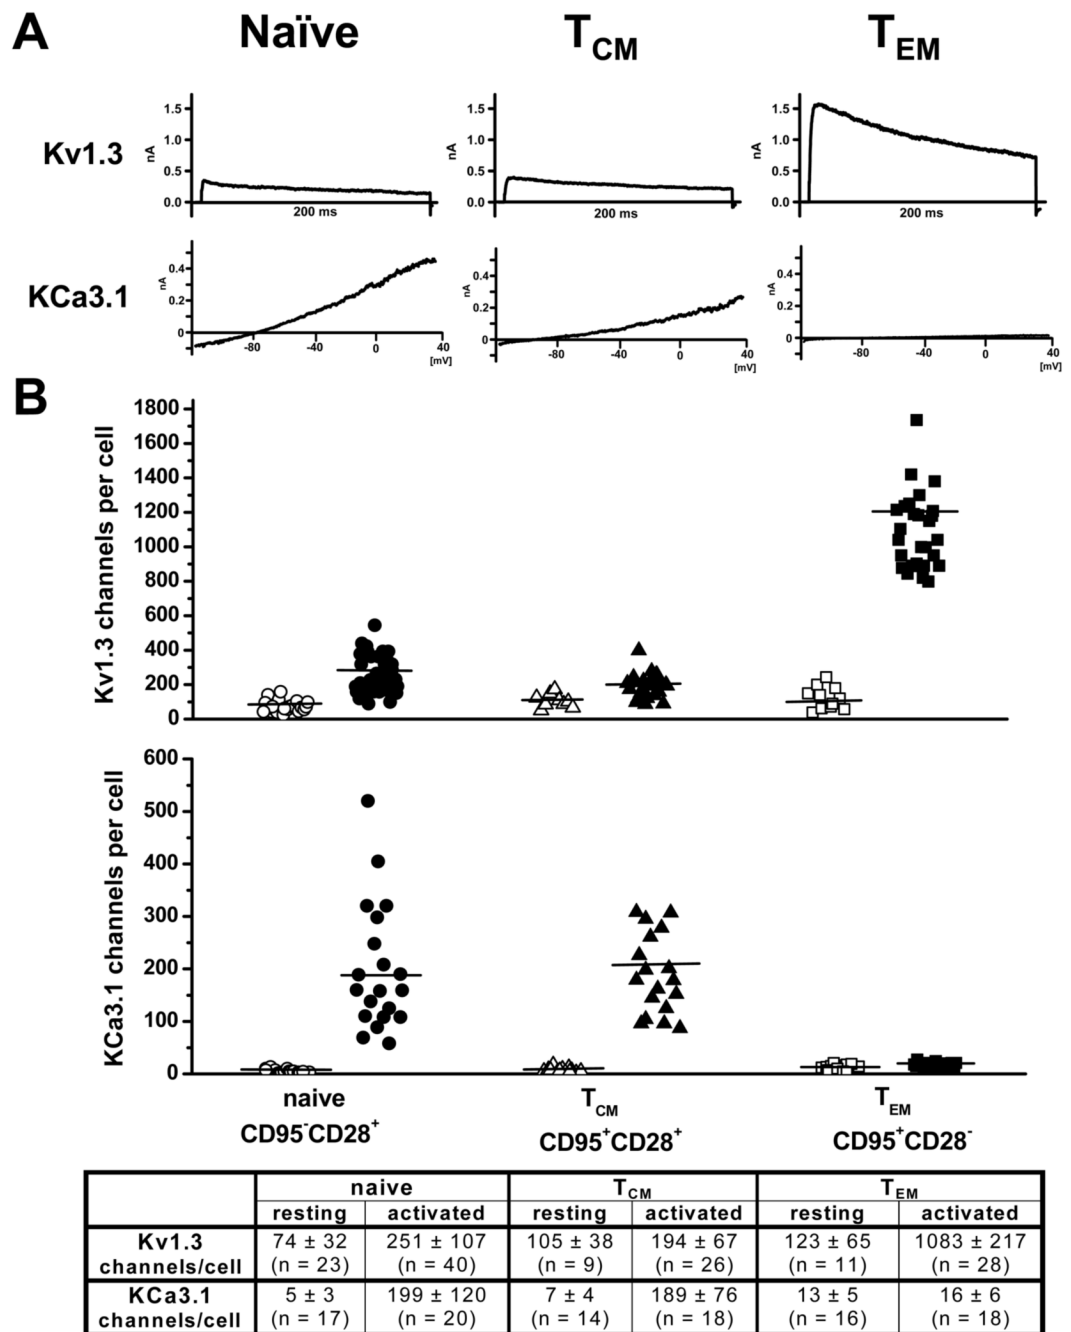 A
Naïve TCM TEM
Kv1.3
nA 1.5 1.0 0.5 0.0 200 ms
nA 1.5 1.0 0.5 0.0 200 ms
nA 1.5 1.0 0.5 0.0 200 ms
KCa3.1
nA 0.4 0.2 0 -80 -40 0 40 [mV]
nA 0.4 0.2 0 -80 -40 0 40 [mV]
nA 0.4 0.2 0 -80 -40 0 40 [mV]
B
Kv1.3 channels per cell
1800
1600
1400
1200
1000
800
600
400
200
0
KCa3.1 channels per cell
600
500
400
300
200
100
0
naive TCM TEM
CD95-CD28+ CD95+CD28+ CD95+CD28-
naive TCM TEM
resting activated resting activated resting activated
Kv1.3 74 ± 32 251 ± 107 105 ± 38 194 ± 67 123 ± 65 1083 ± 217
channels/cell (n = 23) (n = 40) (n = 9) (n = 26) (n = 11) (n = 28)
KCa3.1 5 ± 3 199 ± 120 7 ± 4 189 ± 76 13 ± 5 16 ± 6
channels/cell (n = 17) (n = 20) (n = 14) (n = 18) (n = 16) (n = 18)